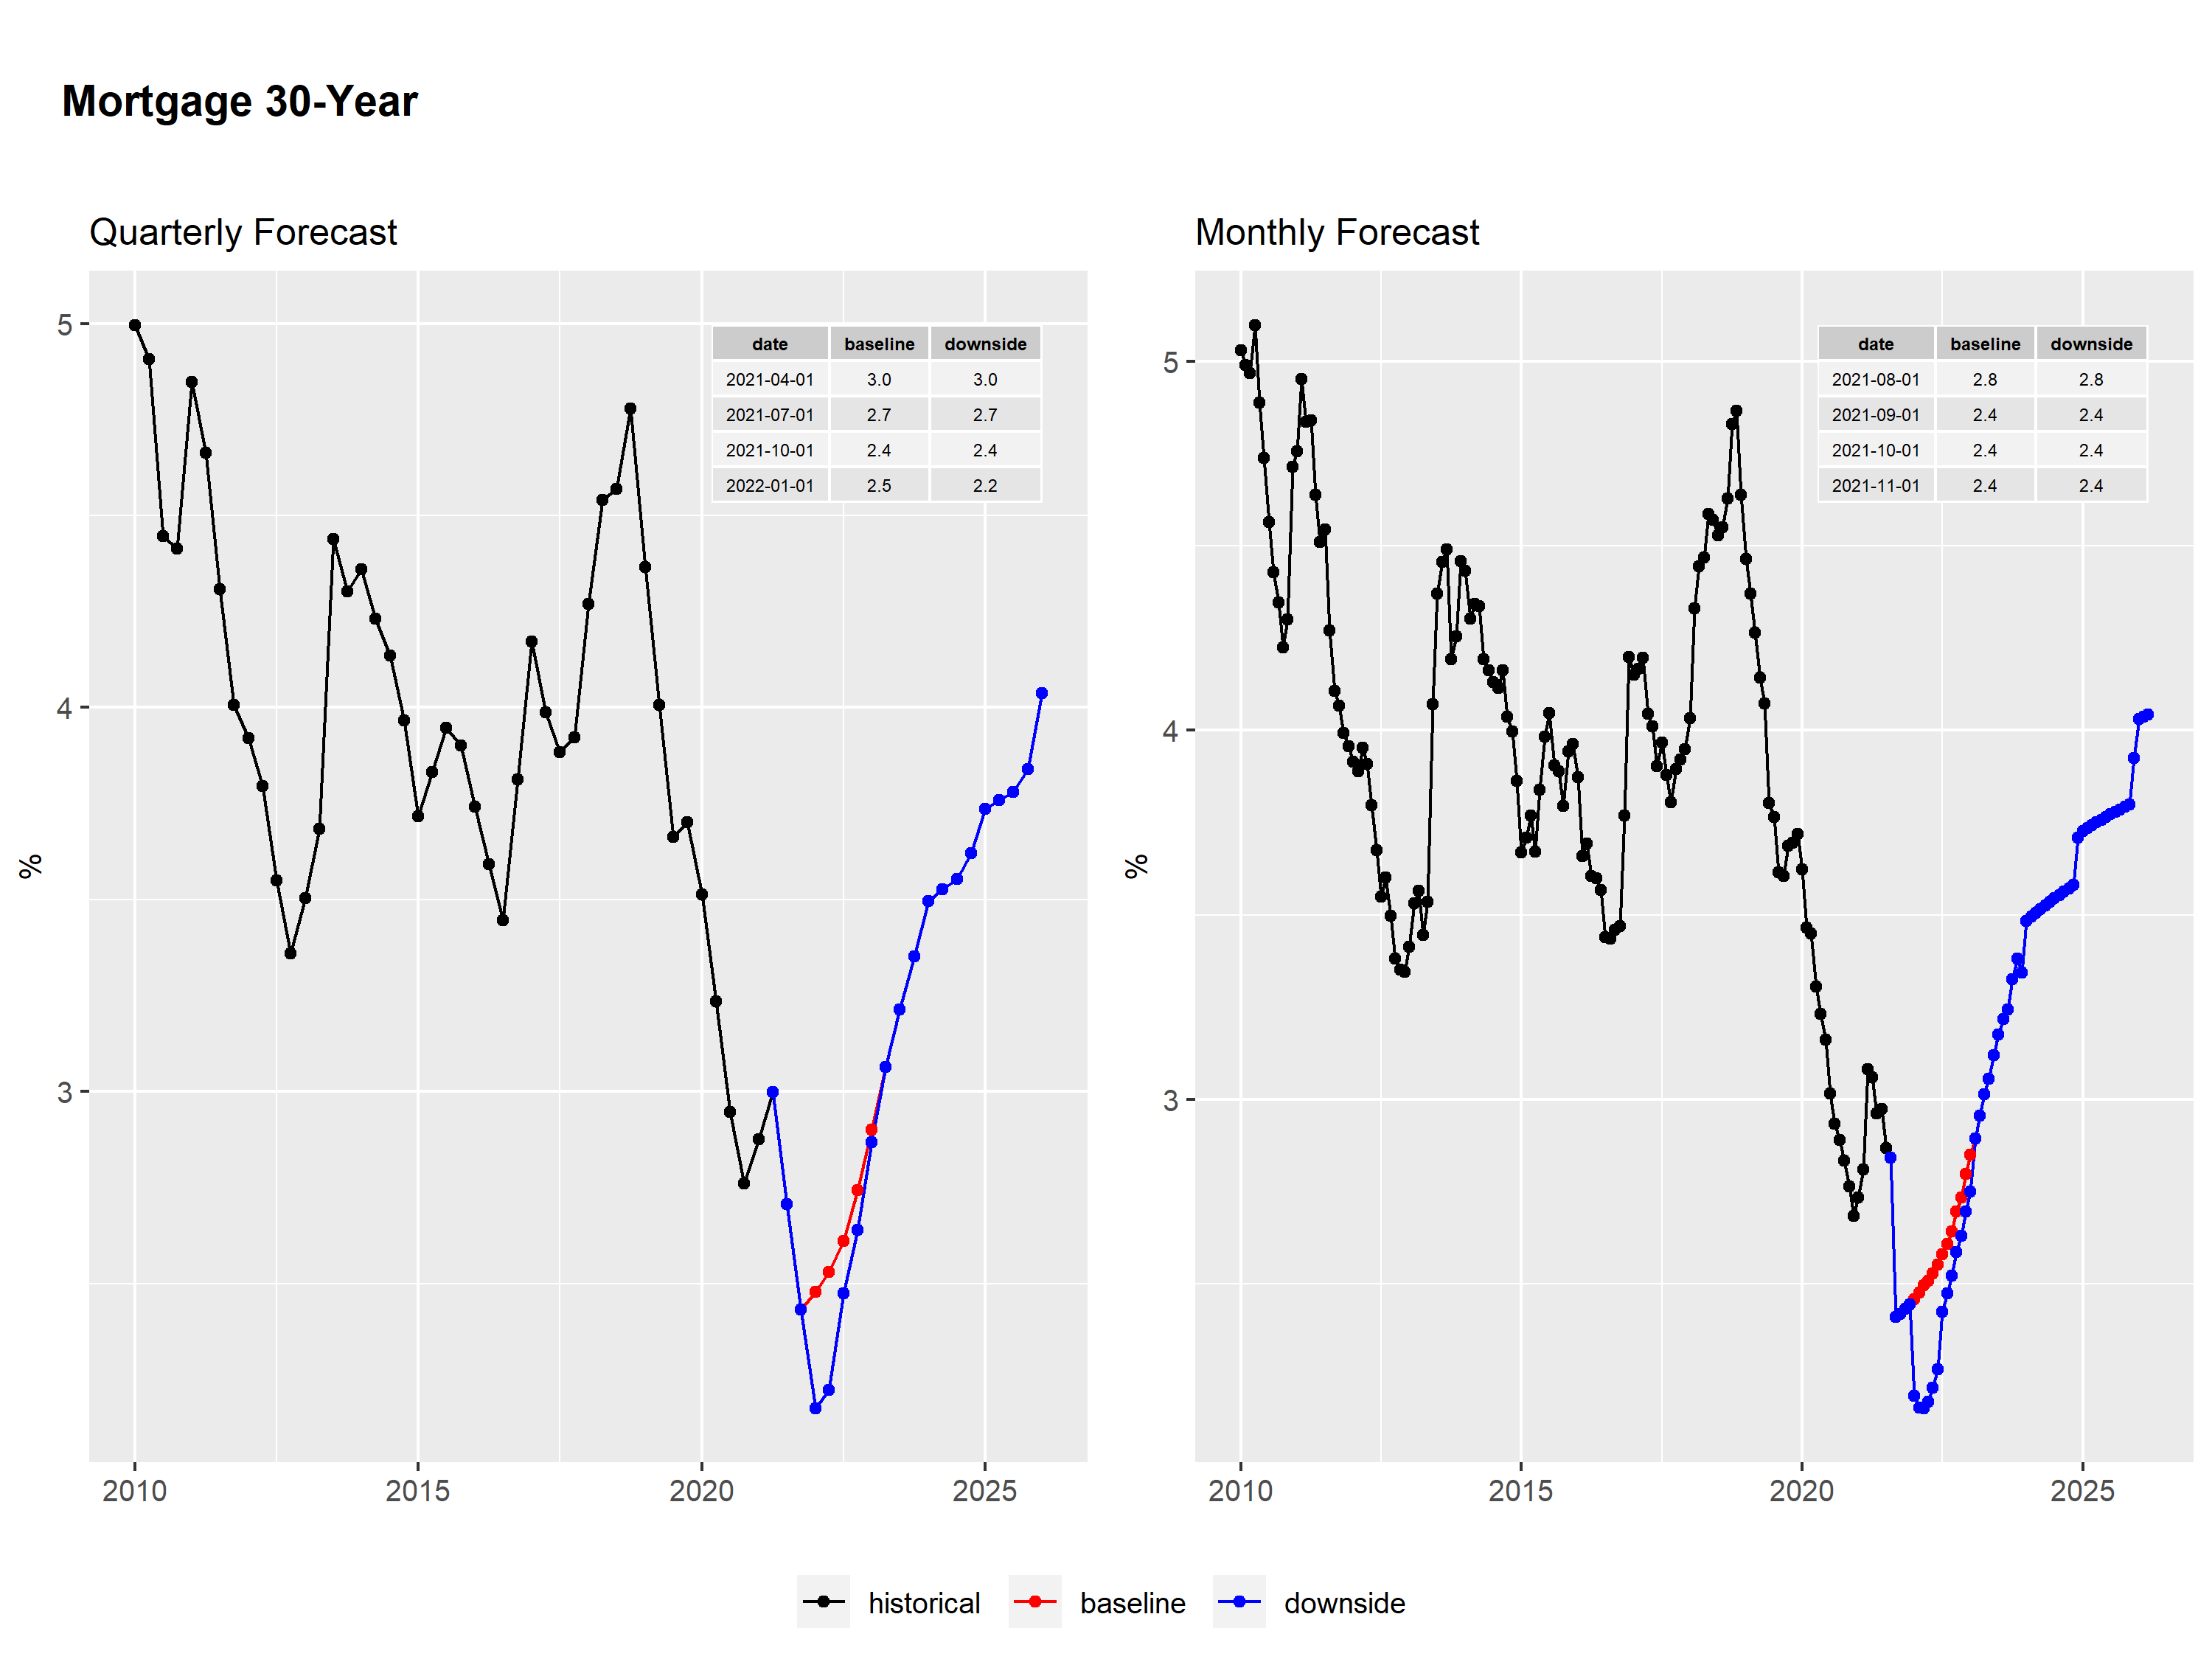 Mortgage 30-Year
Quarterly Forecast
5
4
3
%
2010 2015 2020 2025
date baseline downside
2021-04-01 3.0 3.0
2021-07-01 2.7 2.7
2021-10-01 2.4 2.4
2022-01-01 2.5 2.2
Monthly Forecast
5
4
3
%
2010 2015 2020 2025
date baseline downside
2021-08-01 2.8 2.8
2021-09-01 2.4 2.4
2021-10-01 2.4 2.4
2021-11-01 2.4 2.4
historical baseline downside